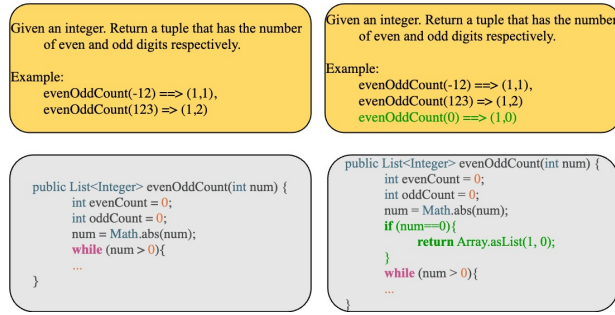 Given an integer. Return a tuple that has the number
of even and odd digits respectively.
Example:
evenOddCount(-12) ==> (1,1),
evenOddCount(123) => (1,2)
Given an integer. Return a tuple that has the number
of even and odd digits respectively.
Example:
evenOddCount(-12) ==> (1,1),
evenOddCount(123) => (1,2)
evenOddCount(0) ==> (1,0)
public List<Integer> evenOddCount(int num) {
int evenCount = 0;
int oddCount = 0;
num = Math.abs(num);
while (num > 0){
...
}
public List<Integer> evenOddCount(int num) {
int evenCount = 0;
int oddCount = 0;
num = Math.abs(num);
if (num==0){
return Array.asList(1, 0);
}
while (num > 0){
...
}